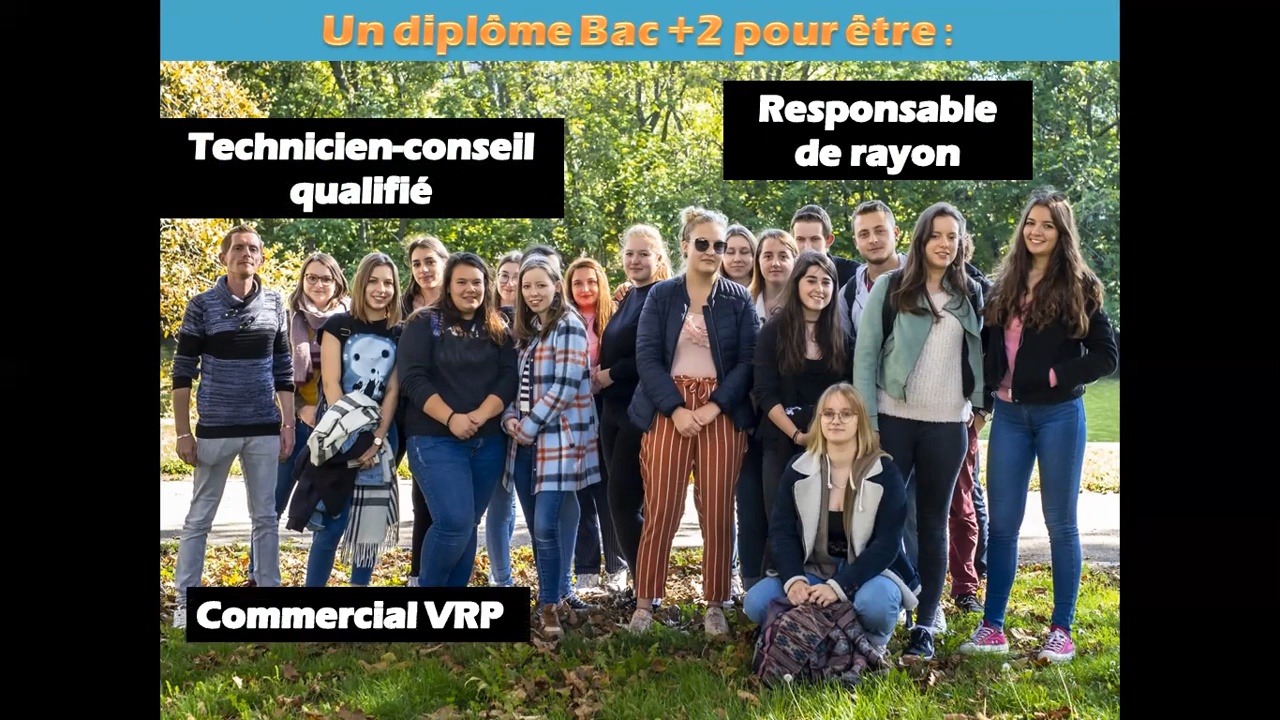 Un diplôme Bac +2 pour être :
Technicien-conseil
qualifié
Responsable
de rayon
Commercial VRP